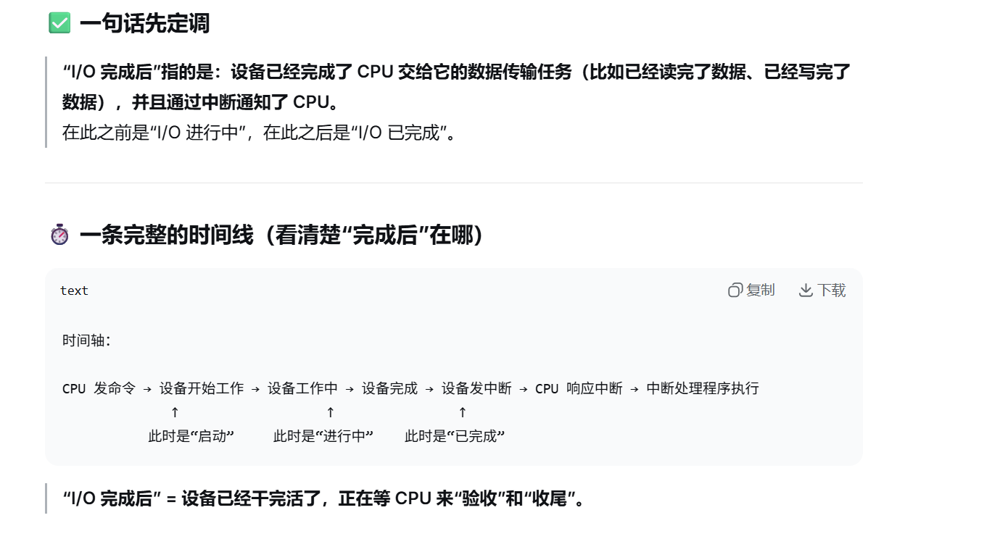 ✅ 一句话先定调
“I/O 完成后”指的是：设备已经完成了 CPU 交给它的数据传输任务（比如已经读完了数据、已经写完了
数据），并且通过中断通知了 CPU。
在此之前是“I/O 进行中”，在此之后是“I/O 已完成”。
⏱️ 一条完整的时间线（看清楚“完成后”在哪）
text 复制 下载
时间轴：
CPU 发命令 → 设备开始工作 → 设备工作中 → 设备完成 → 设备发中断 → CPU 响应中断 → 中断处理程序执行
↑ ↑ ↑
此时是“启动” 此时是“进行中” 此时是“已完成”
“I/O 完成后” = 设备已经干完活了，正在等 CPU 来“验收”和“收尾”。